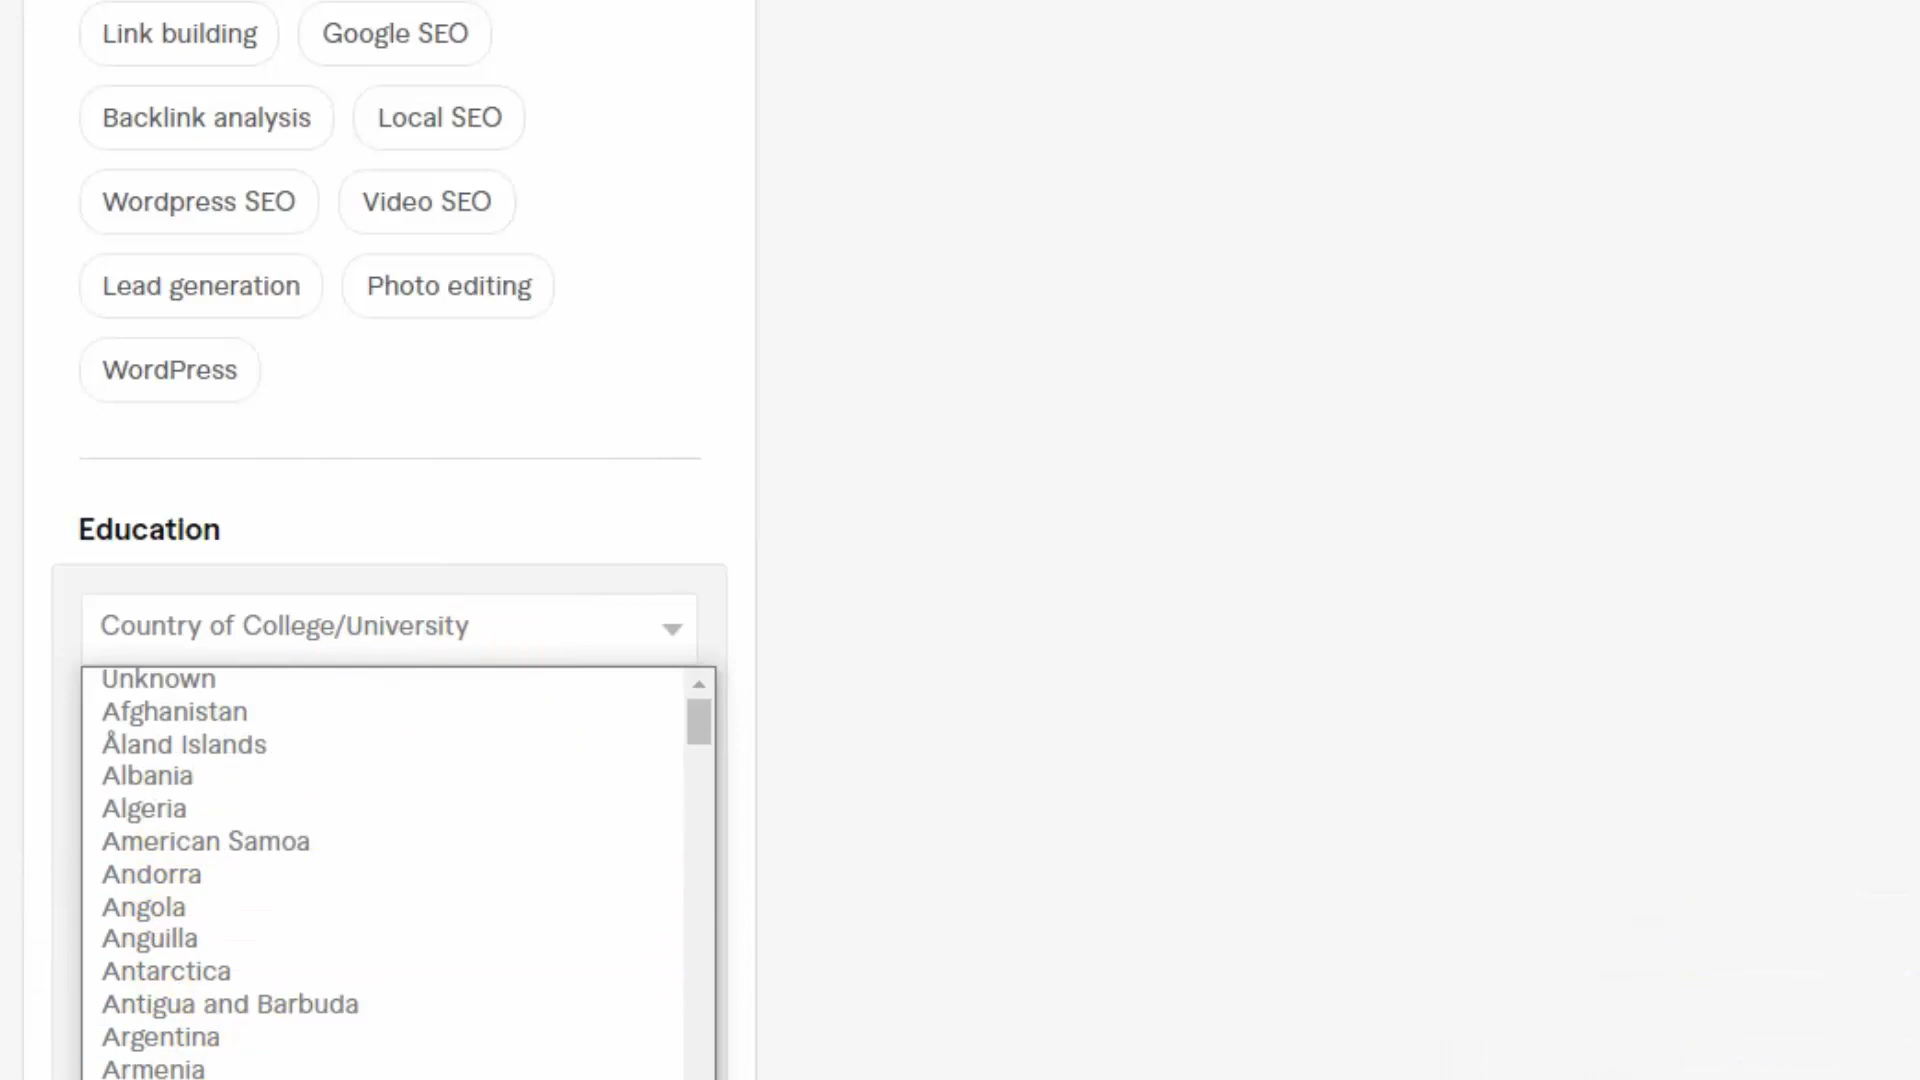 Link building Google SEO
Backlink analysis Local SEO
Wordpress SEO Video SEO
Lead generation Photo editing
WordPress
Education
Country of College/University
Unknown
Afghanistan
Åland Islands
Albania
Algeria
American Samoa
Andorra
Angola
Anguilla
Antarctica
Antigua and Barbuda
Argentina
Armenia